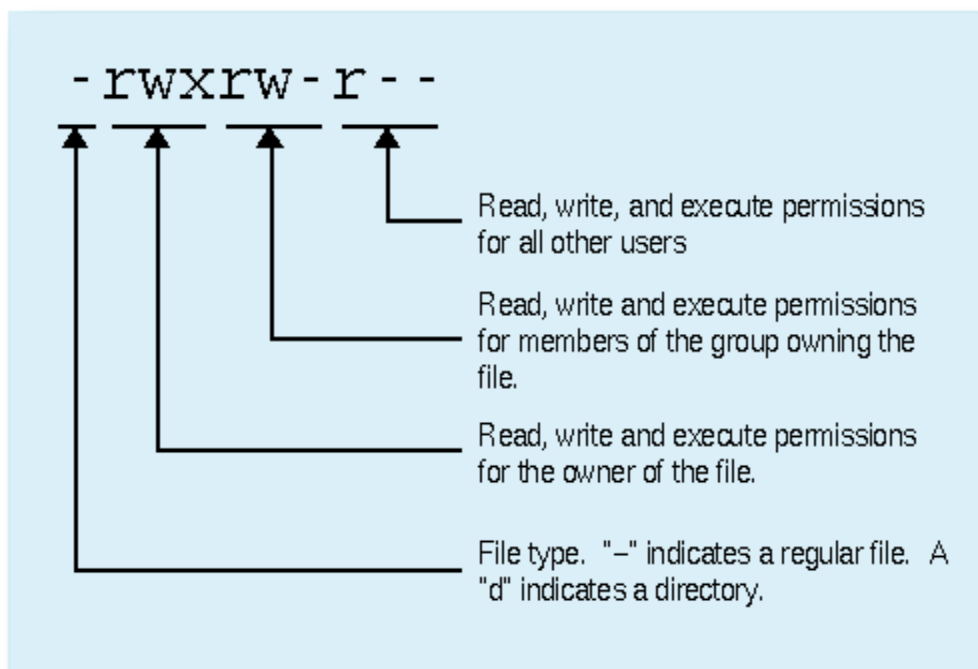 -rwxrw-r--
Read, write, and execute permissions
for all other users
Read, write and execute permissions
for members of the group owning the
file.
Read, write and execute permissions
for the owner of the file.
File type. "–" indicates a regular file. A
"d" indicates a directory.